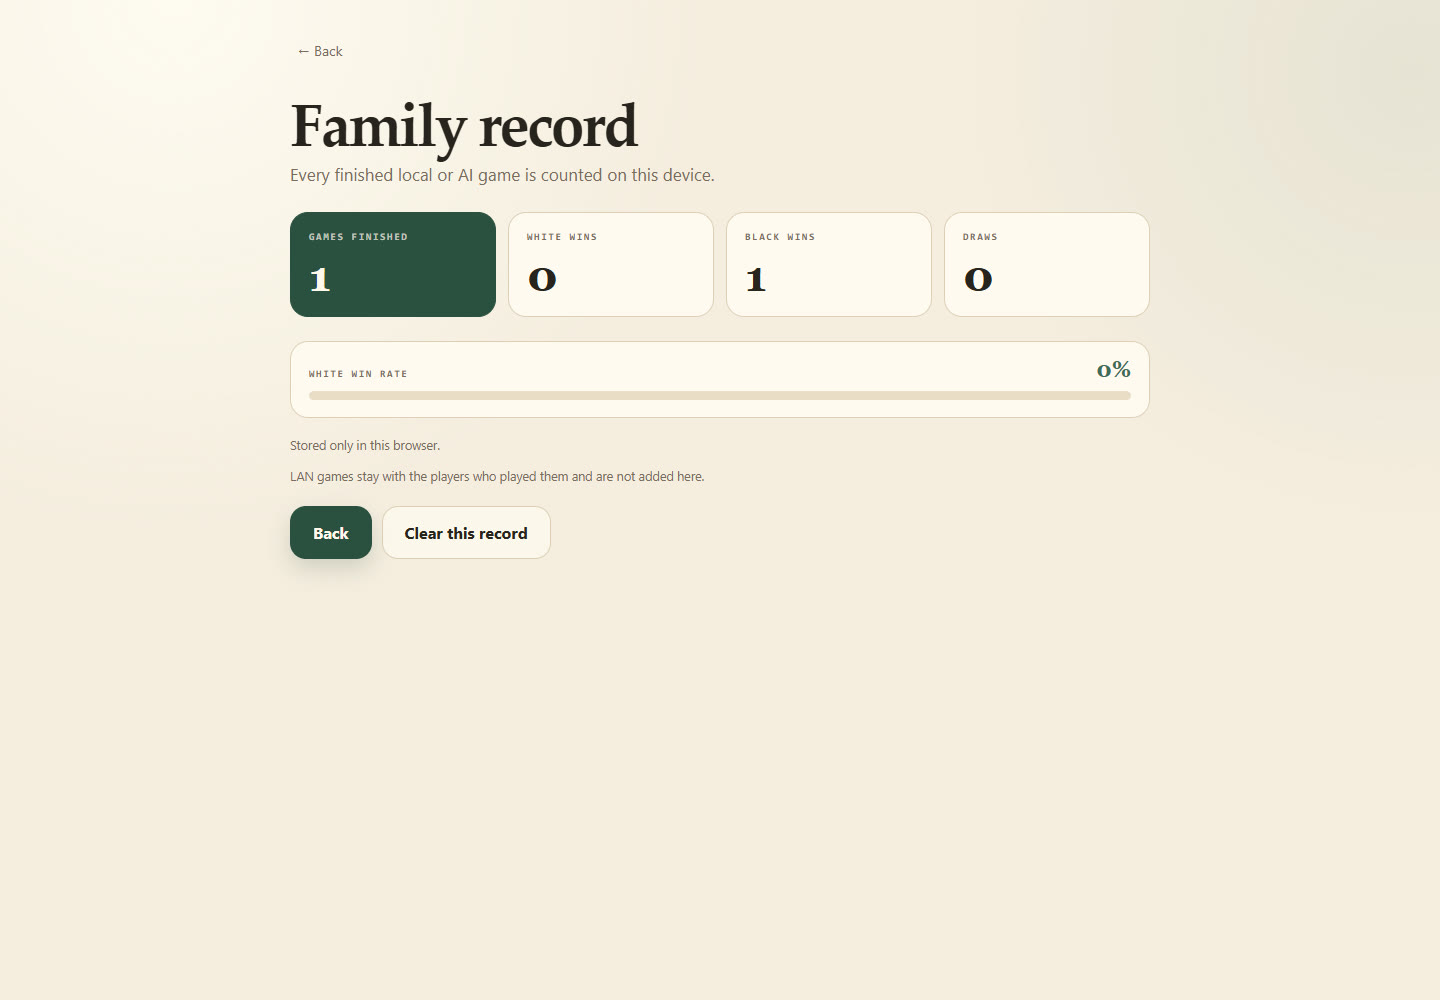 ← Back
Family record
Every finished local or AI game is counted on this device.
GAMES FINISHED
1
WHITE WINS
0
BLACK WINS
1
DRAWS
0
WHITE WIN RATE
0%
Stored only in this browser.
LAN games stay with the players who played them and are not added here.
Back
Clear this record